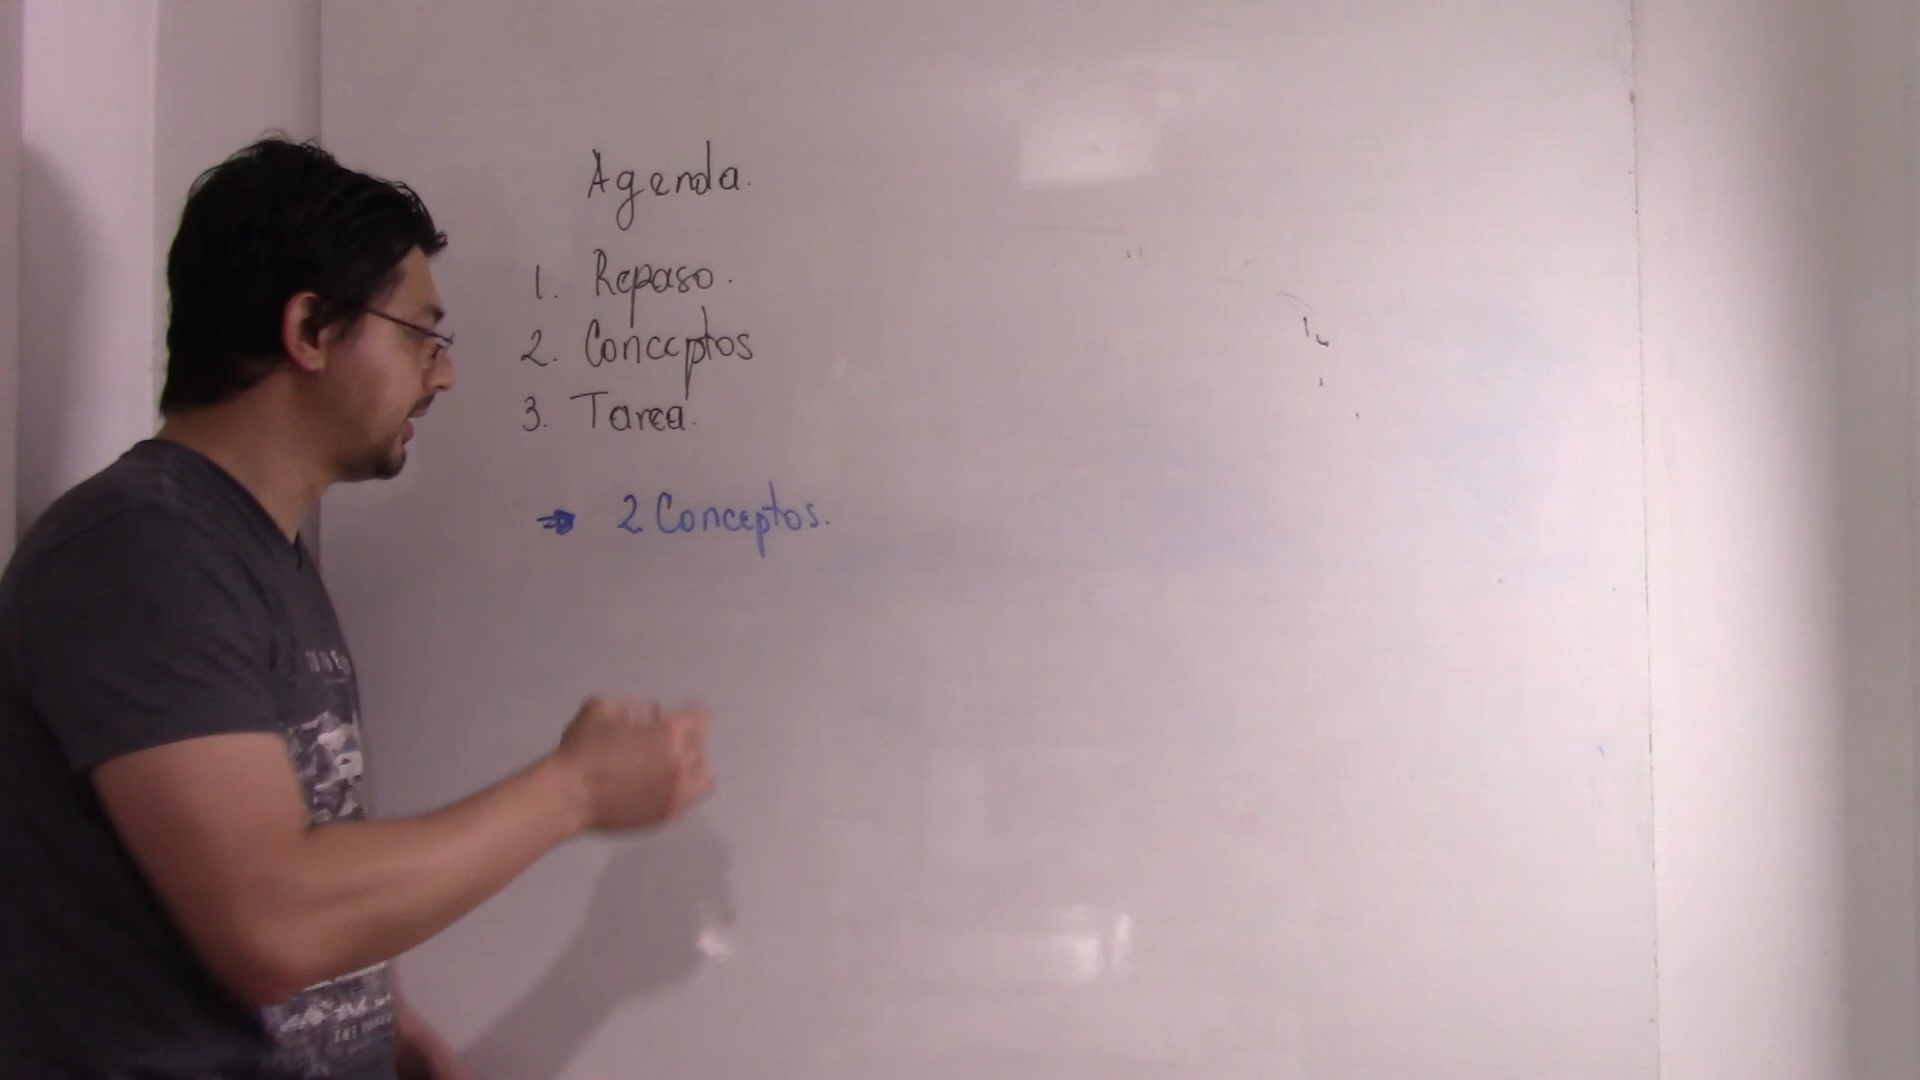 Agenda.
1. Repaso.
2. Conceptos
3. Tarea.
→ 2 Conceptos.